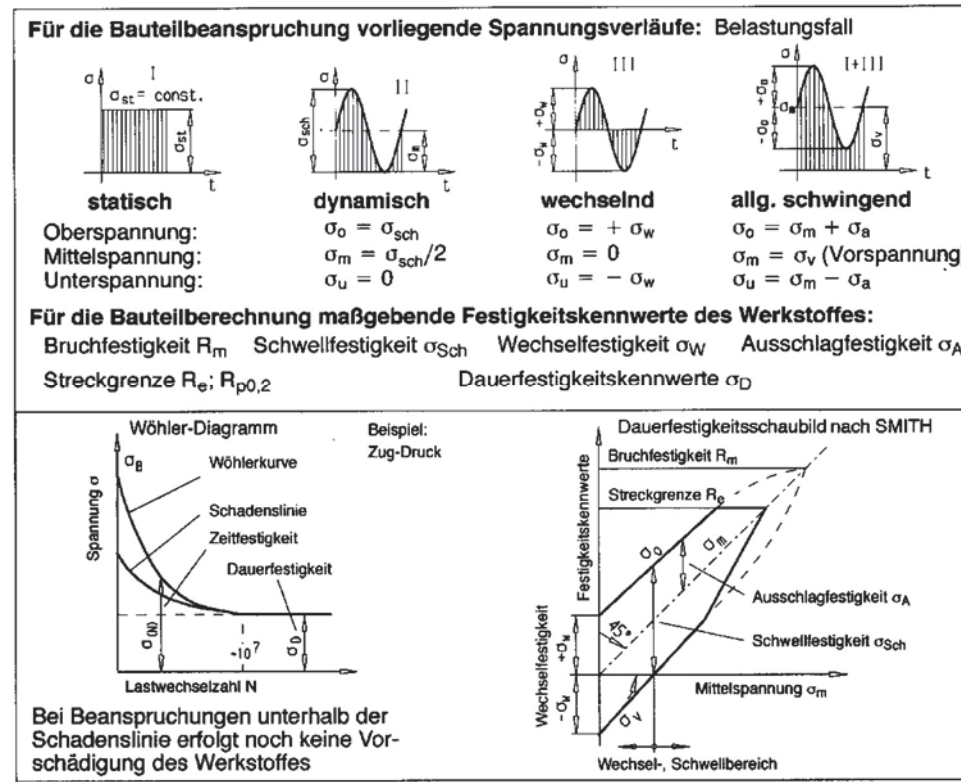 Für die Bauteilbeanspruchung vorliegende Spannungsverläufe: Belastungsfall
σ I
σst = const.
σst
t
σ II
σsch
σm
t
σ III
+σw
-σw
t
σ I+III
+σa
-σa
σm
σv
t
statisch dynamisch wechselnd allg. schwingend
Oberspannung: σo = σsch σo = + σw σo = σm + σa
Mittelspannung: σm = σsch/2 σm = 0 σm = σv (Vorspannung)
Unterspannung: σu = 0 σu = − σw σu = σm − σa
Für die Bauteilberechnung maßgebende Festigkeitskennwerte des Werkstoffes:
Bruchfestigkeit Rm Schwellfestigkeit σSch Wechselfestigkeit σW Ausschlagfestigkeit σA
Streckgrenze Re; Rp0,2 Dauerfestigkeitskennwerte σD
Wöhler-Diagramm
Beispiel:
Zug-Druck
Spannung σ
σB
Wöhlerkurve
Schadenslinie
Zeitfestigkeit
Dauerfestigkeit
σ(N)
~10⁷
σD
Lastwechselzahl N
Bei Beanspruchungen unterhalb der
Schadenslinie erfolgt noch keine Vor-
schädigung des Werkstoffes
Dauerfestigkeitsschaubild nach SMITH
Festigkeitskennwerte
Bruchfestigkeit Rm
Streckgrenze Re
σo
σm
Ausschlagfestigkeit σA
45°
Schwellfestigkeit σSch
Wechselfestigkeit
+σw
-σw
Mittelspannung σm
Wechsel-, Schwellbereich